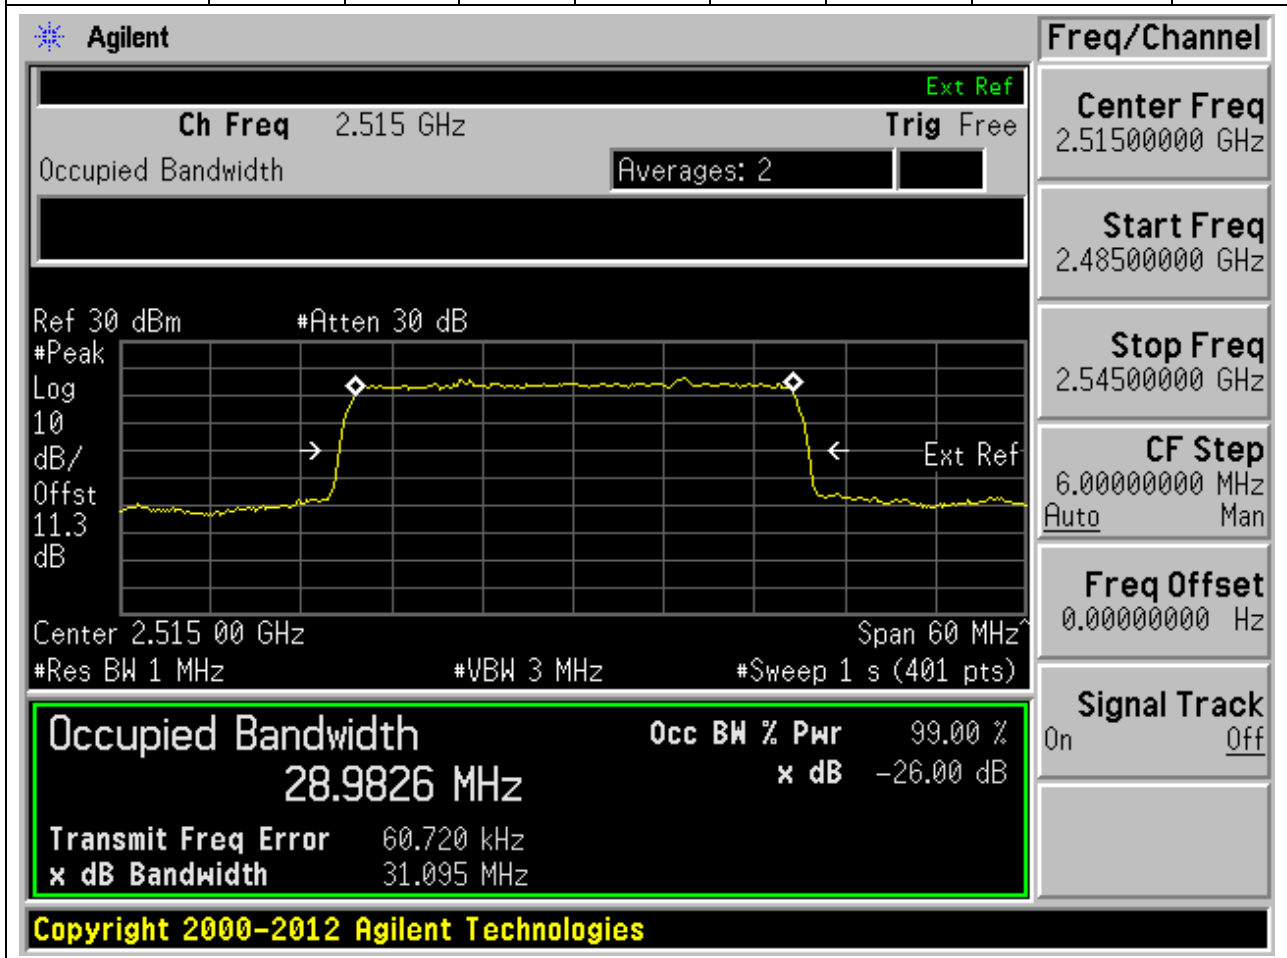 Agilent
Freq/Channel
Ext Ref
Ch Freq 2.515 GHz Trig Free
Occupied Bandwidth Averages: 2
Ref 30 dBm #Atten 30 dB
#Peak
Log
10
dB/
Offst
11.3
dB
Ext Ref
Center 2.515 00 GHz Span 60 MHz^
#Res BW 1 MHz #VBW 3 MHz #Sweep 1 s (401 pts)
Occupied Bandwidth
28.9826 MHz
Occ BW % Pwr 99.00 %
x dB -26.00 dB
Transmit Freq Error 60.720 kHz
x dB Bandwidth 31.095 MHz
Copyright 2000-2012 Agilent Technologies
Center Freq
2.51500000 GHz
Start Freq
2.48500000 GHz
Stop Freq
2.54500000 GHz
CF Step
6.00000000 MHz
Auto Man
Freq Offset
0.00000000 Hz
Signal Track
On Off